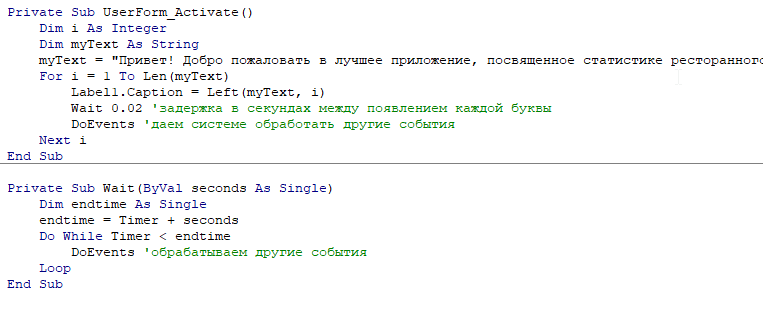 Private Sub UserForm_Activate()
    Dim i As Integer
    Dim myText As String
    myText = "Привет! Добро пожаловать в лучшее приложение, посвященное статистике ресторанного
    For i = 1 To Len(myText)
        Label1.Caption = Left(myText, i)
        Wait 0.02 'задержка в секундах между появлением каждой буквы
        DoEvents 'даем системе обработать другие события
    Next i
End Sub
Private Sub Wait(ByVal seconds As Single)
    Dim endtime As Single
    endtime = Timer + seconds
    Do While Timer < endtime
        DoEvents 'обрабатываем другие события
    Loop
End Sub